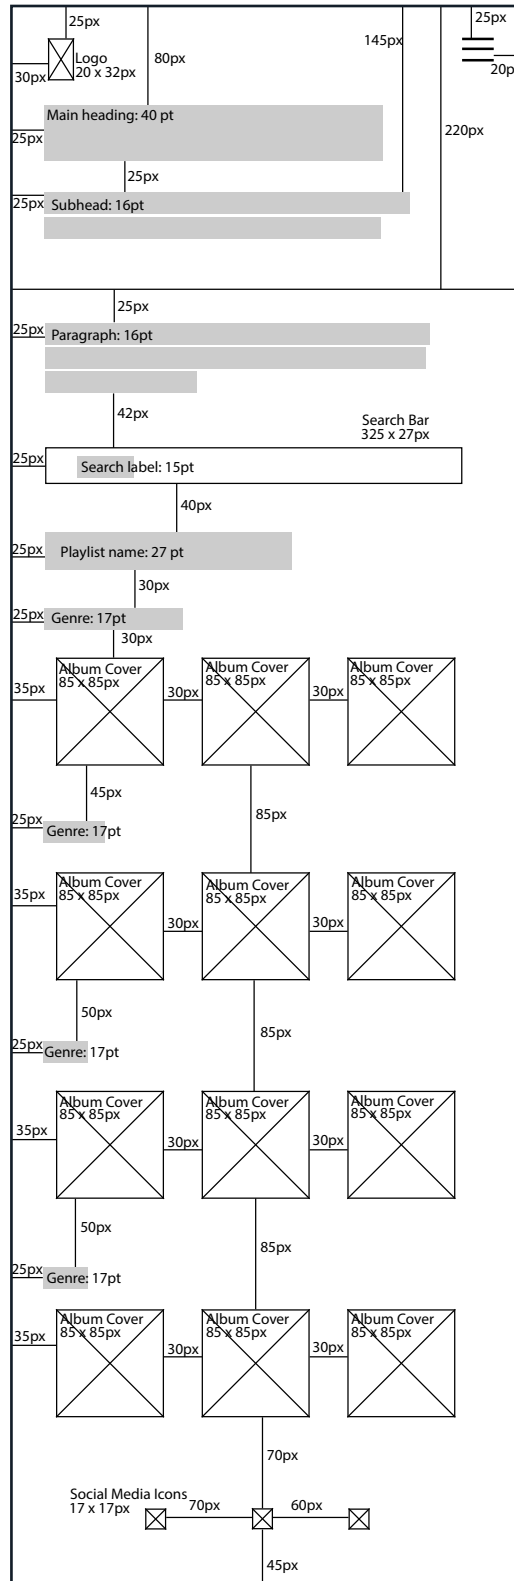 25px
25px
145px
Logo
20 x 32px
80px
30px
20p
Main heading: 40 pt
25px
220px
25px
25px
Subhead: 16pt
25px
25px
Paragraph: 16pt
42px
Search Bar
325 x 27px
25px
Search label: 15pt
40px
25px
Playlist name: 27 pt
30px
25px
Genre: 17pt
30px
Album Cover
85 x 85px
Album Cover
85 x 85px
Album Cover
85 x 85px
35px
30px
30px
45px
85px
25px
Genre: 17pt
Album Cover
85 x 85px
Album Cover
85 x 85px
Album Cover
85 x 85px
35px
30px
30px
50px
85px
25px
Genre: 17pt
Album Cover
85 x 85px
Album Cover
85 x 85px
Album Cover
85 x 85px
35px
30px
30px
50px
85px
25px
Genre: 17pt
Album Cover
85 x 85px
Album Cover
85 x 85px
Album Cover
85 x 85px
35px
30px
30px
70px
Social Media Icons
17 x 17px
70px
60px
45px